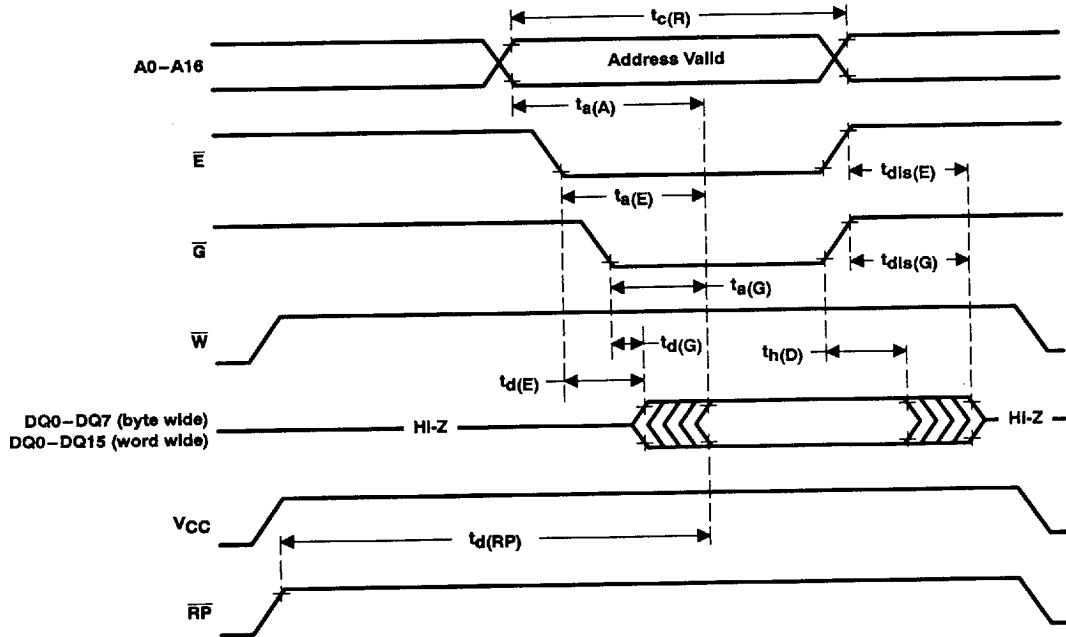 tc(R)
A0–A16
Address Valid
ta(A)
E̅
tdis(E)
ta(E)
G̅
tdis(G)
ta(G)
W̅
td(G)
th(D)
td(E)
DQ0–DQ7 (byte wide)
DQ0–DQ15 (word wide)
HI-Z
HI-Z
VCC
td(RP)
R̅P̅